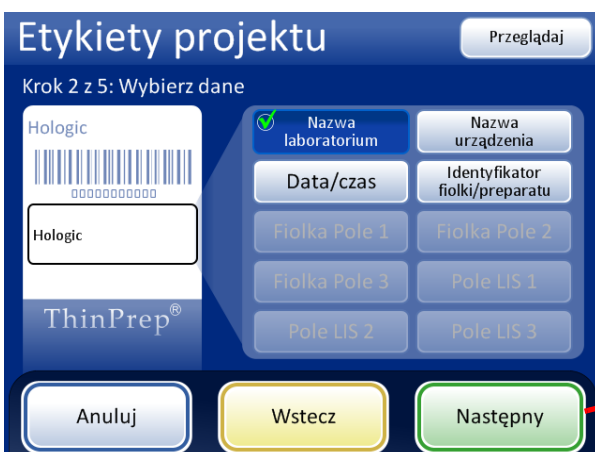 Etykiety projektu
Przeglądaj
Krok 2 z 5: Wybierz dane
Hologic
00000000000
Hologic
ThinPrep®
Nazwa
laboratorium
Nazwa
urządzenia
Data/czas
Identyfikator
fiolki/preparatu
Fiolka Pole 1
Fiolka Pole 2
Fiolka Pole 3
Pole LIS 1
Pole LIS 2
Pole LIS 3
Anuluj
Wstecz
Następny